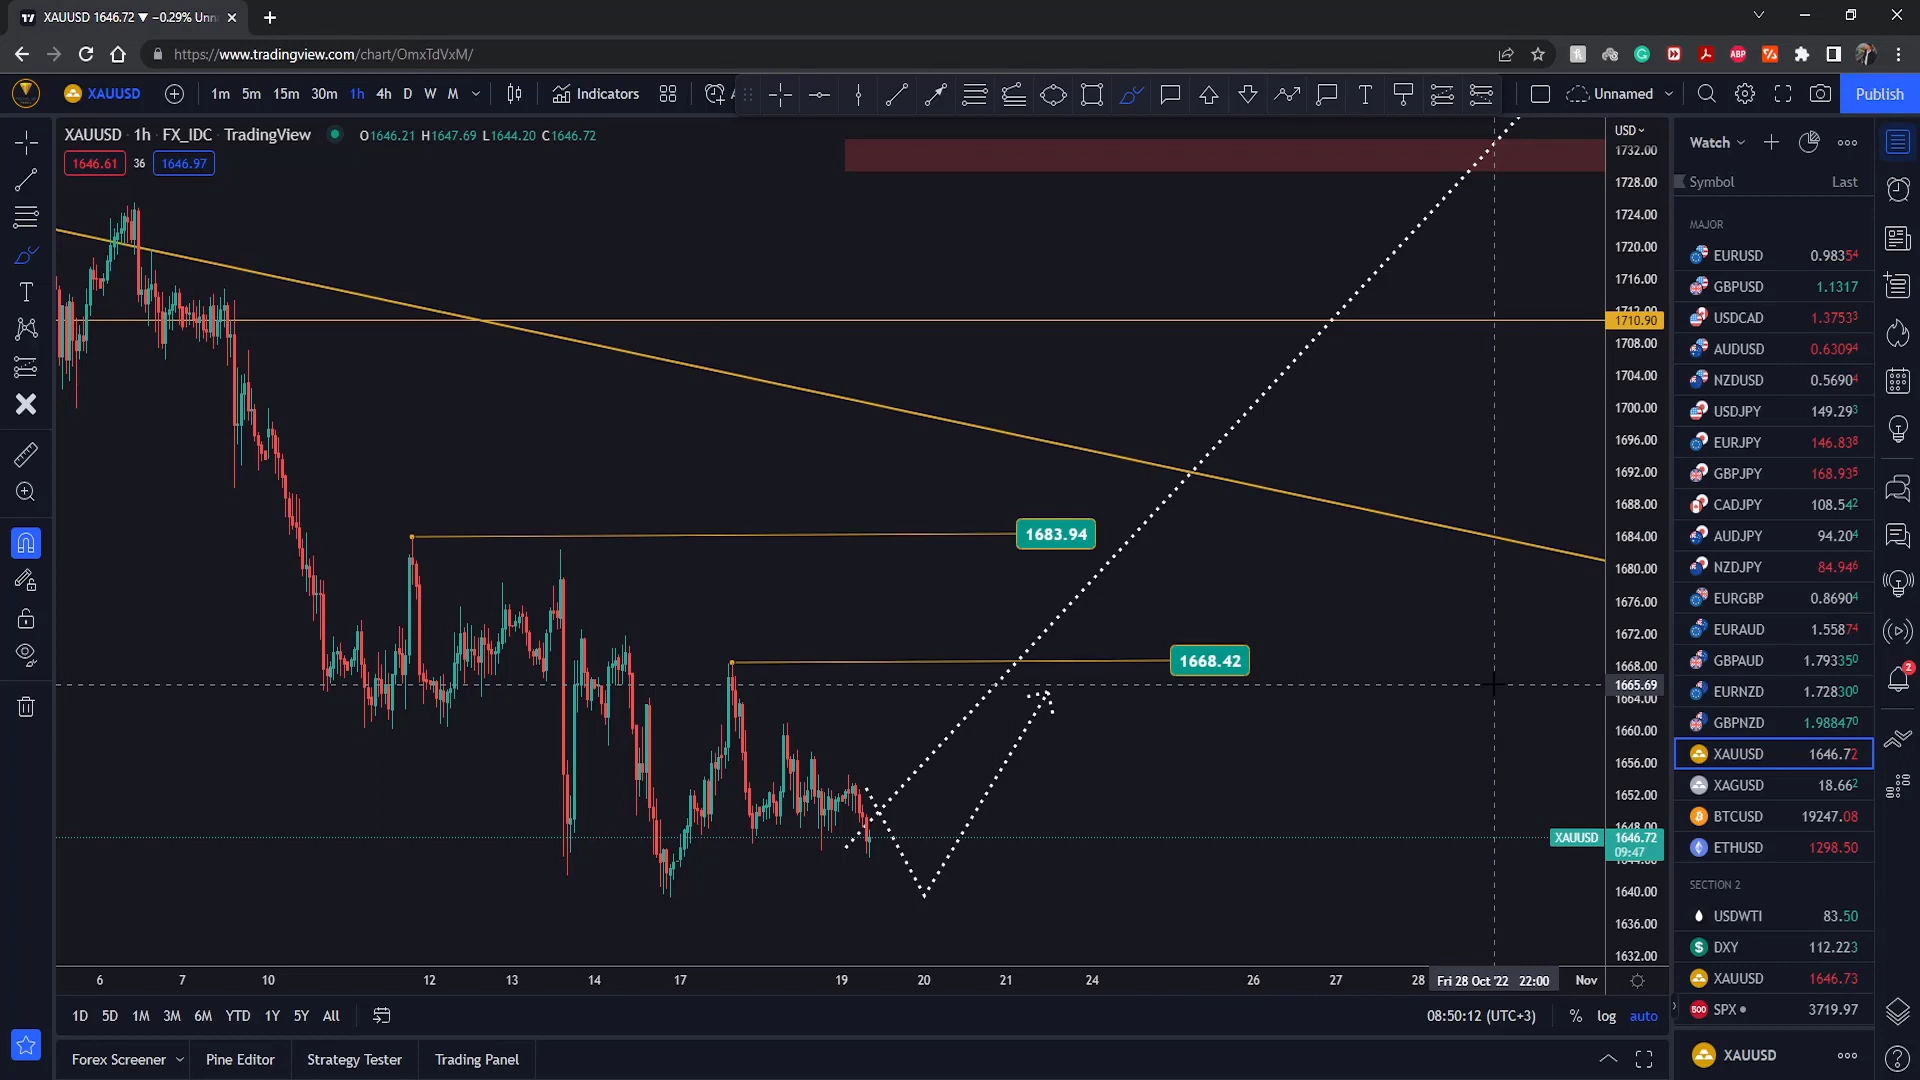 XAUUSD 1646.72 ▼ −0.29% Unn
https://www.tradingview.com/chart/OmxTdVxM/
XAUUSD 1m 5m 15m 30m 1h 4h D W M Indicators A Unnamed Publish
XAUUSD · 1h · FX_IDC · TradingView O1646.21 H1647.69 L1644.20 C1646.72
1646.61 36 1646.97
USD
1732.00
1728.00
1724.00
1720.00
1716.00
1712.00
1710.90
1708.00
1704.00
1700.00
1696.00
1692.00
1688.00
1684.00
1680.00
1676.00
1672.00
1668.00
1665.69
1664.00
1660.00
1656.00
1652.00
1648.00
XAUUSD 1646.72
09:47
1644.00
1640.00
1636.00
1632.00
1683.94
1668.42
6 7 10 12 13 14 17 19 20 21 24 26 27 28 Fri 28 Oct '22 22:00 Nov
1D 5D 1M 3M 6M YTD 1Y 5Y All 08:50:12 (UTC+3) % log auto
Forex Screener Pine Editor Strategy Tester Trading Panel
Watch
Symbol Last
MAJOR
EURUSD 0.98354
GBPUSD 1.1317
USDCAD 1.37533
AUDUSD 0.63094
NZDUSD 0.56904
USDJPY 149.293
EURJPY 146.838
GBPJPY 168.935
CADJPY 108.542
AUDJPY 94.204
NZDJPY 84.946
EURGBP 0.86904
EURAUD 1.55874
GBPAUD 1.793350
EURNZD 1.728300
GBPNZD 1.988470
XAUUSD 1646.72
XAGUSD 18.662
BTCUSD 19247.08
ETHUSD 1298.50
SECTION 2
USDWTI 83.50
DXY 112.223
XAUUSD 1646.73
500 SPX 3719.97
XAUUSD
ABP
2